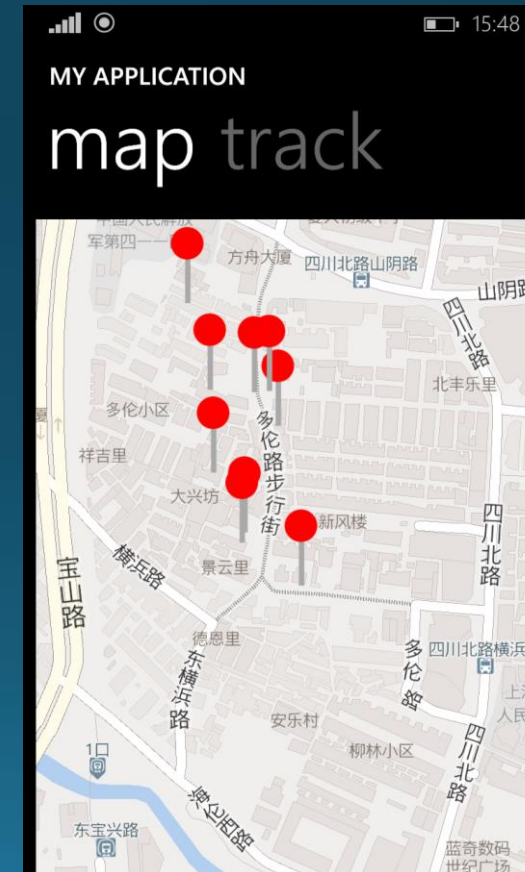 15:48
MY APPLICATION
map track
军第四一一
方舟大厦
四川北路山阴路
山阴路
四川北路
北丰乐里
多伦小区
多伦路步行街
祥吉里
大兴坊
新风楼
四川北路
横浜路
景云里
宝山路
德恩里
东横浜路
多伦路
四川北路横浜
安乐村
柳林小区
四川北路
1口
海伦西路
东宝兴路
蓝奇数码
世纪广场